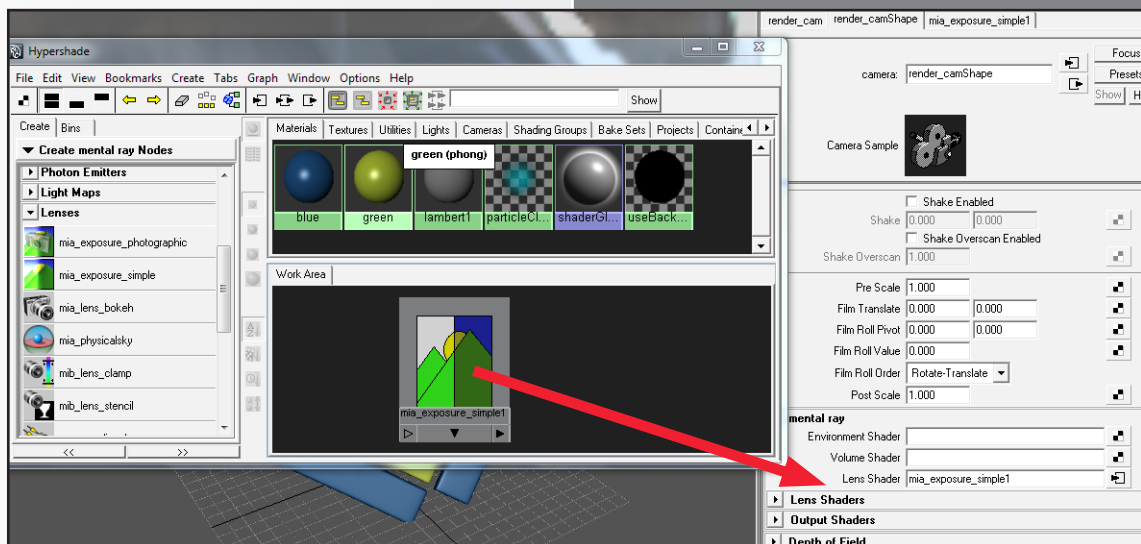 Hypershade
File Edit View Bookmarks Create Tabs Graph Window Options Help
Show
Create Bins
Create mental ray Nodes
Photon Emitters
Light Maps
Lenses
mia_exposure_photographic
mia_exposure_simple
mia_lens_bokeh
mia_physicalsky
mib_lens_clamp
mib_lens_stencil
<< >>
Materials Textures Utilities Lights Cameras Shading Groups Bake Sets Projects Containe
green (phong)
blue green lambert1 particleCl... shaderGl... useBack...
Work Area
mia_exposure_simple1
render_cam render_camShape mia_exposure_simple1
camera: render_camShape
Focus
Presets
Show H
Camera Sample
Shake Enabled
Shake 0.000 0.000
Shake Overscan Enabled
Shake Overscan 1.000
Pre Scale 1.000
Film Translate 0.000 0.000
Film Roll Pivot 0.000 0.000
Film Roll Value 0.000
Film Roll Order Rotate-Translate
Post Scale 1.000
mental ray
Environment Shader
Volume Shader
Lens Shader mia_exposure_simple1
Lens Shaders
Output Shaders
Depth of Field